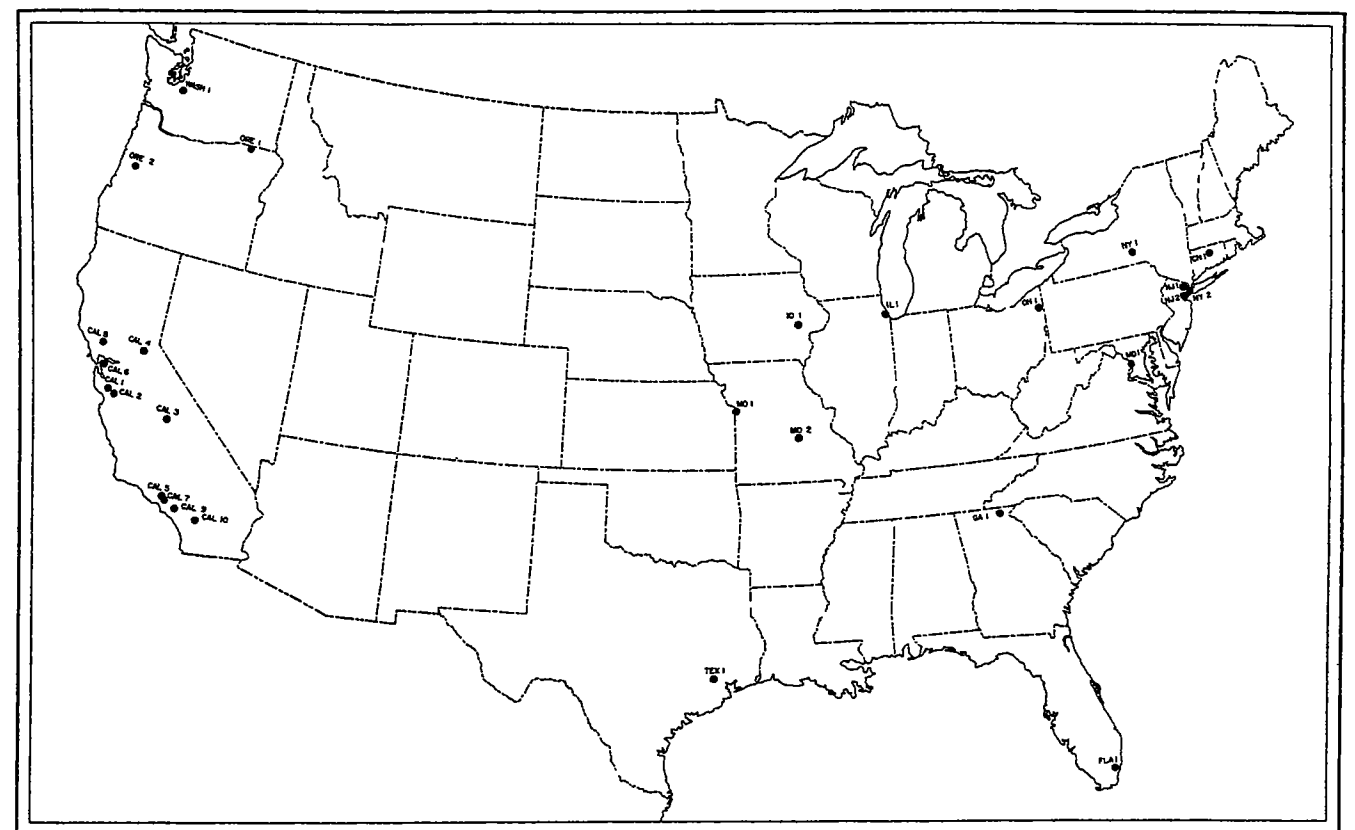 WASH 1
ORE 1
ORE 2
NY 1
CN 1
NJ 1
NJ 2
NY 2
IL 1
OH 1
IO 1
CAL 8
CAL 4
CAL 6
MD 1
CAL 1
CAL 2
CAL 3
MO 1
MO 2
CAL 5
CAL 7
CAL 9
CAL 10
GA 1
TEX 1
FLA 1